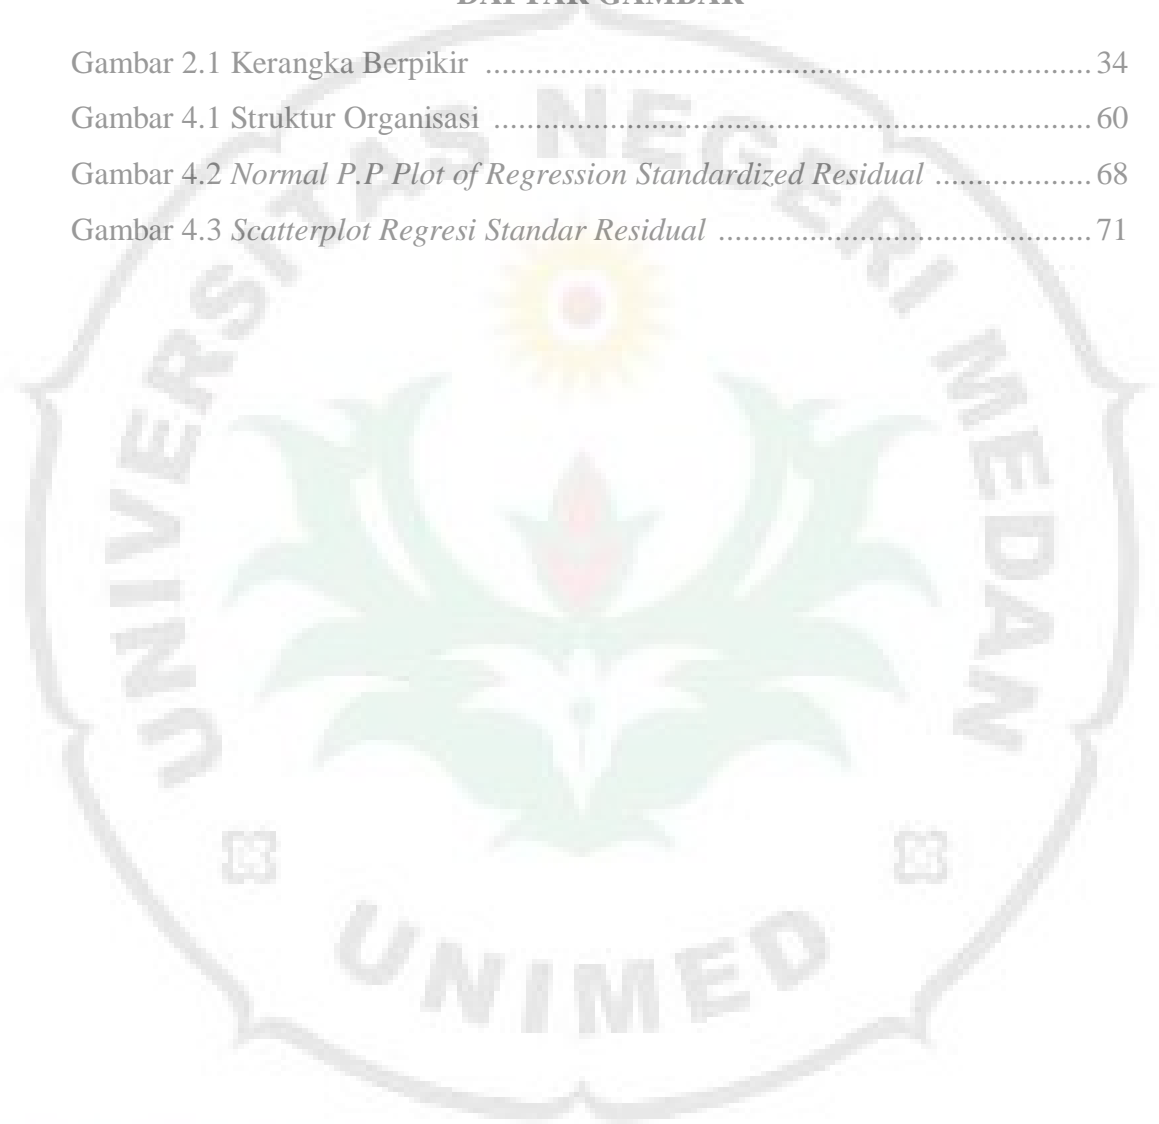 DAFTAR GAMBAR
Gambar 2.1 Kerangka Berpikir ........................................................................ 34
Gambar 4.1 Struktur Organisasi ....................................................................... 60
Gambar 4.2 Normal P.P Plot of Regression Standardized Residual ................... 68
Gambar 4.3 Scatterplot Regresi Standar Residual ............................................. 71
UNIVERSITAS NEGERI MEDAN
UNIMED